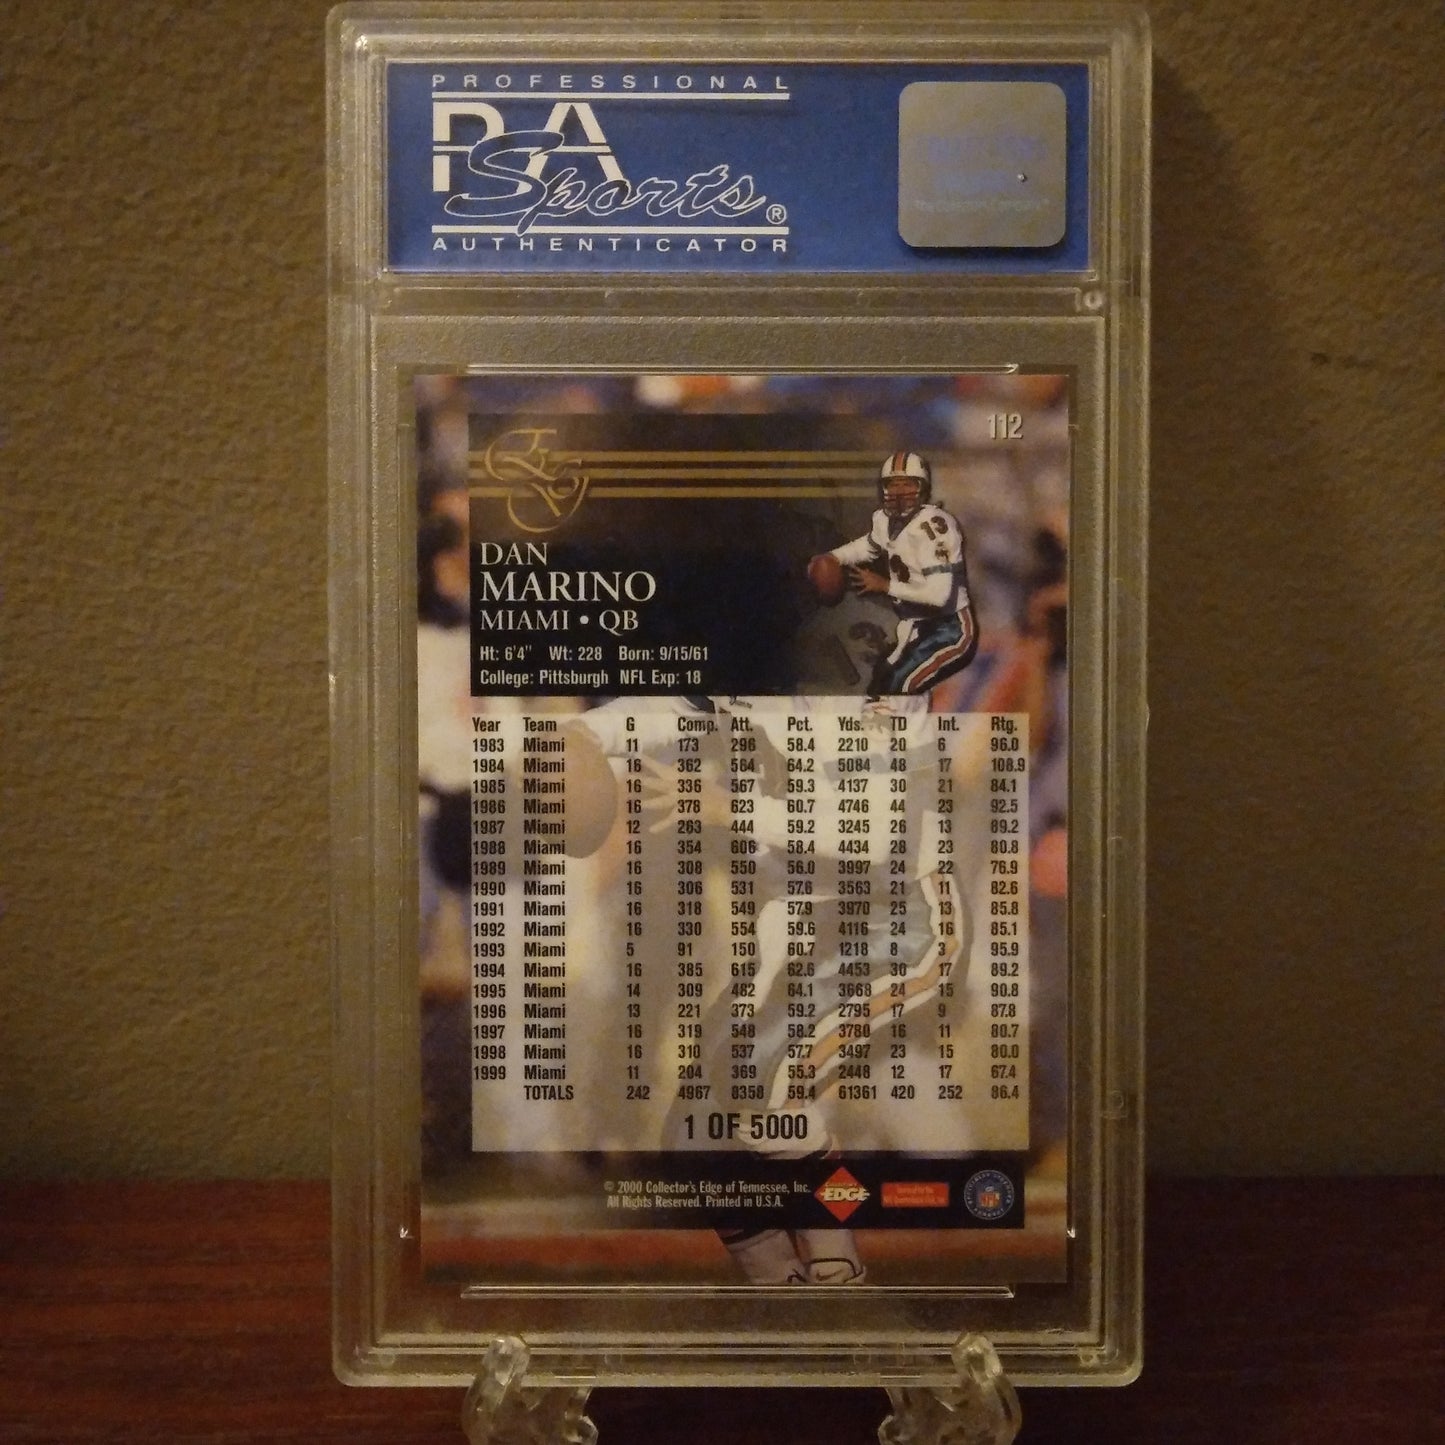 PROFESSIONAL
PA
Sports®
AUTHENTICATOR
112
EG
DAN
MARINO
MIAMI • QB
Ht: 6'4" Wt: 228 Born: 9/15/61
College: Pittsburgh NFL Exp: 18
Year Team G Comp. Att. Pct. Yds. TD Int. Rtg.
1983 Miami 11 173 296 58.4 2210 20 6 96.0
1984 Miami 16 362 564 64.2 5084 48 17 108.9
1985 Miami 16 336 567 59.3 4137 30 21 84.1
1986 Miami 16 378 623 60.7 4746 44 23 92.5
1987 Miami 12 263 444 59.2 3245 26 13 89.2
1988 Miami 16 354 606 58.4 4434 28 23 80.8
1989 Miami 16 308 550 56.0 3997 24 22 76.9
1990 Miami 16 306 531 57.6 3563 21 11 82.6
1991 Miami 16 318 549 57.9 3970 25 13 85.8
1992 Miami 16 330 554 59.6 4116 24 16 85.1
1993 Miami 5 91 150 60.7 1218 8 3 95.9
1994 Miami 16 385 615 62.6 4453 30 17 89.2
1995 Miami 14 309 482 64.1 3668 24 15 90.8
1996 Miami 13 221 373 59.2 2795 17 9 87.8
1997 Miami 16 319 548 58.2 3780 16 11 80.7
1998 Miami 16 310 537 57.7 3497 23 15 80.0
1999 Miami 11 204 369 55.3 2448 12 17 67.4
TOTALS 242 4967 8358 59.4 61361 420 252 86.4
1 OF 5000
© 2000 Collector's Edge of Tennessee, Inc.
All Rights Reserved. Printed in U.S.A.
EDGE
NFL
13